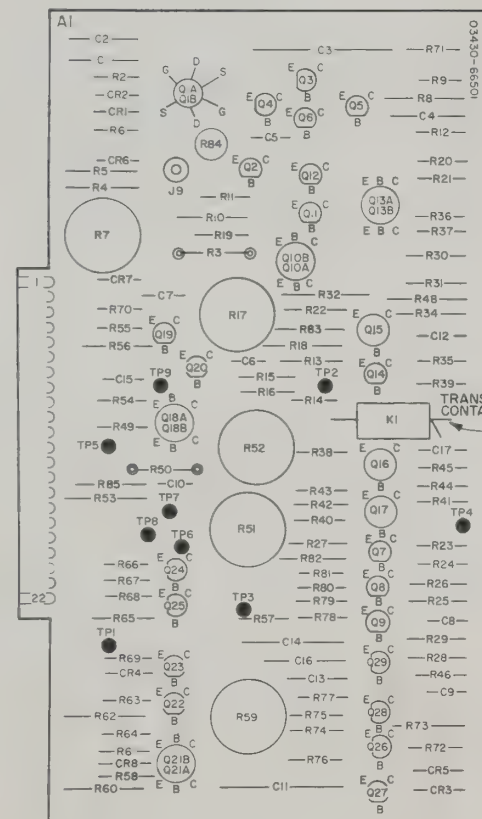 A1
03430-66501
C2
C
R2
CR2
CR1
R6
CR6
R5
R4
R7
G D S
Q1A
Q1B
S D G
R84
J9
R11
R10
R19
R3
C3
E C
Q3
B
Q4
B
E C
Q5
B
Q6
B
C5
E C
Q2
B
E C
Q12
B
E C
Q.1
B
E B C
Q13A
Q13B
E B C
E B C
Q10B
Q10A
E B C
R71
R9
R8
C4
R12
R20
R21
R36
R37
R30
R31
R48
R34
C12
R35
R39
1
CR7
C7
R70
R55
R56
E C
Q19
B
R17
R32
R22
R83
R18
E C
Q15
B
C15
TP9
E C
Q20
B
C6
R13
R15
R16
TP2
R14
E C
Q14
B
R54
R49
B
E C
Q18A
Q18B
E C
B
TP5
R52
R38
K1
TRANS
CONTA
C17
R45
R44
R41
TP4
E C
Q16
B
R50
R85
C10
R53
TP7
TP8
TP6
R51
R43
R42
R40
R27
R82
E C
Q17
B
E C
Q7
B
R23
R24
R66
R67
R68
R65
E C
Q24
B
E C
Q25
B
TP3
R57
R81
R80
R79
R78
E C
Q8
B
E C
Q9
B
R26
R25
C8
R29
22
TP1
R69
CR4
E C
Q23
B
C14
C16
C13
E C
Q29
B
R28
R46
C9
R63
R62
R64
E C
Q22
B
R59
R77
R75
R74
R76
E C
Q28
B
E C
Q26
B
R73
R72
R6
CR8
R58
R60
E B C
Q21B
Q21A
E B C
C11
E C
Q27
B
CR5
CR3